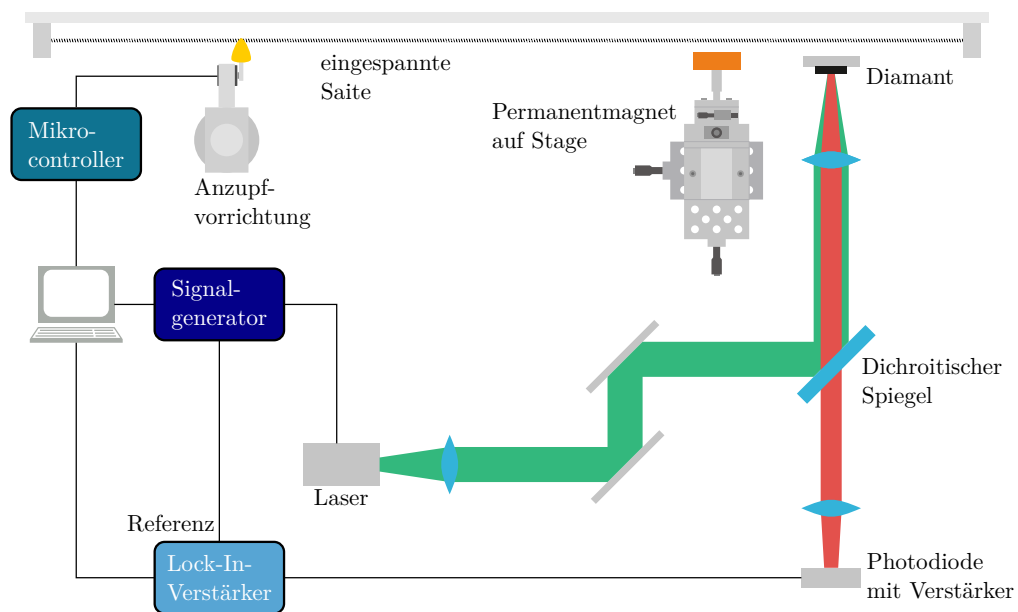 eingespannte
Saite
Diamant
Permanentmagnet
auf Stage
Mikro-
controller
Anzupf-
vorrichtung
Signal-
generator
Dichroitischer
Spiegel
Laser
Referenz
Lock-In-
Verstärker
Photodiode
mit Verstärker